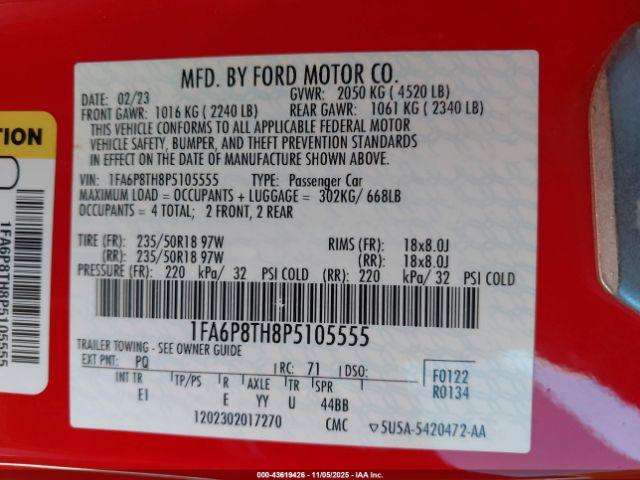 MFD. BY FORD MOTOR CO.
DATE: 02/23 GVWR: 2050 KG ( 4520 LB)
FRONT GAWR: 1016 KG ( 2240 LB) REAR GAWR: 1061 KG ( 2340 LB)
THIS VEHICLE CONFORMS TO ALL APPLICABLE FEDERAL MOTOR
VEHICLE SAFETY, BUMPER, AND THEFT PREVENTION STANDARDS
IN EFFECT ON THE DATE OF MANUFACTURE SHOWN ABOVE.
VIN: 1FA6P8TH8P5105555 TYPE: Passenger Car
MAXIMUM LOAD = OCCUPANTS + LUGGAGE = 302KG/ 668LB
OCCUPANTS = 4 TOTAL; 2 FRONT, 2 REAR
TIRE (FR): 235/50R18 97W RIMS (FR): 18x8.0J
(RR): 235/50R18 97W (RR): 18x8.0J
PRESSURE (FR): 220 kPa/ 32 PSI COLD (RR): 220 kPa/ 32 PSI COLD
1FA6P8TH8P5105555
TRAILER TOWING - SEE OWNER GUIDE
EXT PNT: PQ RC: 71 DSO: F0122
R0134
INT TR TP/PS R AXLE TR SPR
E1 E YY U 44BB
1202302017270 CMC 5U5A-5420472-AA
TION
1FA6P8TH8P5105555
000-43619426 - 11/05/2025 - IAAI.COM